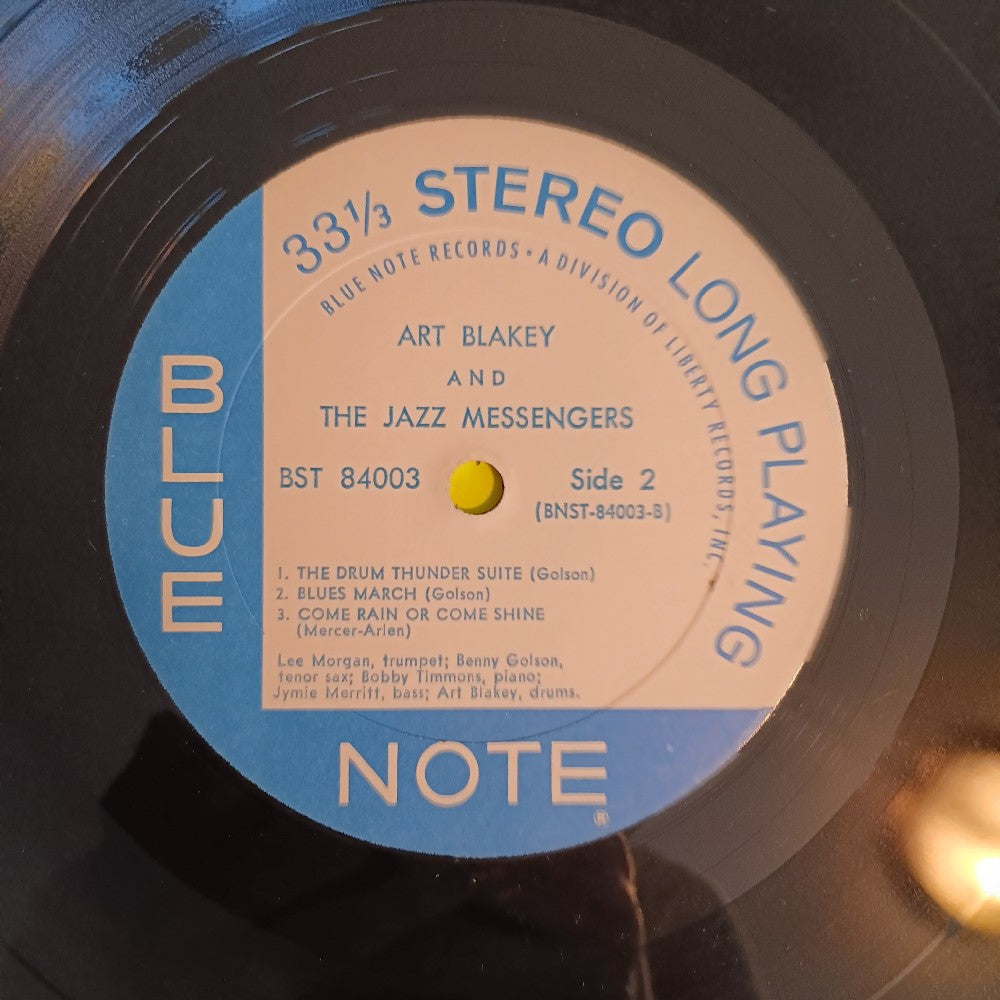 33⅓ STEREO LONG PLAYING
BLUE NOTE RECORDS • A DIVISION OF LIBERTY RECORDS, INC.
ART BLAKEY
AND
THE JAZZ MESSENGERS
BST 84003
Side 2
(BNST-84003-B)
1. THE DRUM THUNDER SUITE (Golson)
2. BLUES MARCH (Golson)
3. COME RAIN OR COME SHINE
(Mercer-Arlen)
Lee Morgan, trumpet; Benny Golson,
tenor sax; Bobby Timmons, piano;
Jymie Merritt, bass; Art Blakey, drums.
BLUE
NOTE®